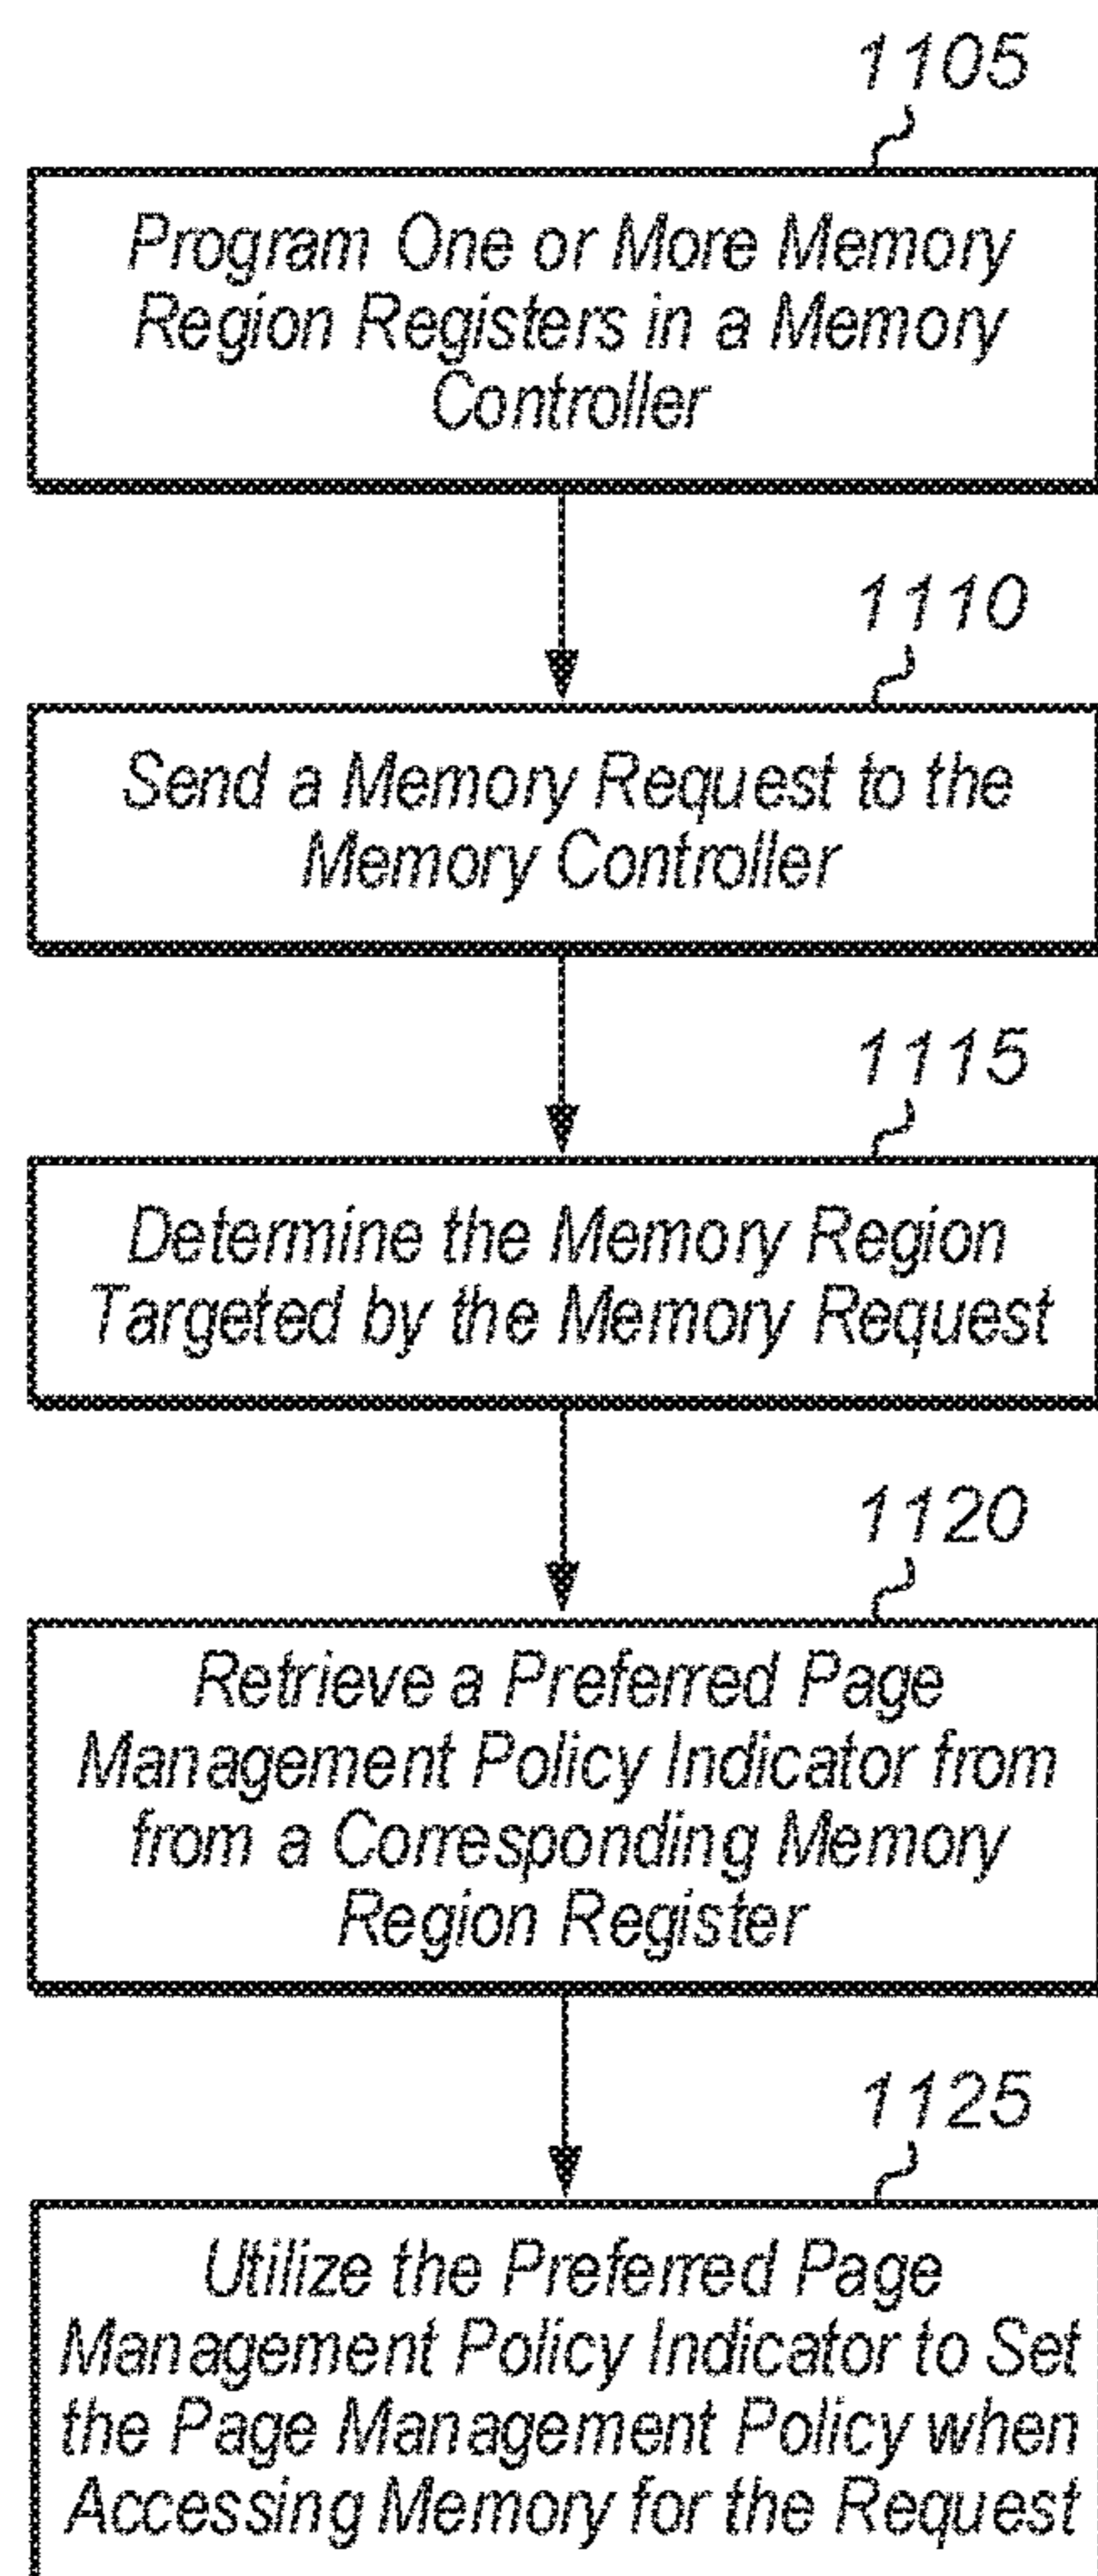 1105
Program One or More Memory
Region Registers in a Memory
Controller
1110
Send a Memory Request to the
Memory Controller
1115
Determine the Memory Region
Targeted by the Memory Request
1120
Retrieve a Preferred Page
Management Policy Indicator from
from a Corresponding Memory
Region Register
1125
Utilize the Preferred Page
Management Policy Indicator to Set
the Page Management Policy when
Accessing Memory for the Request